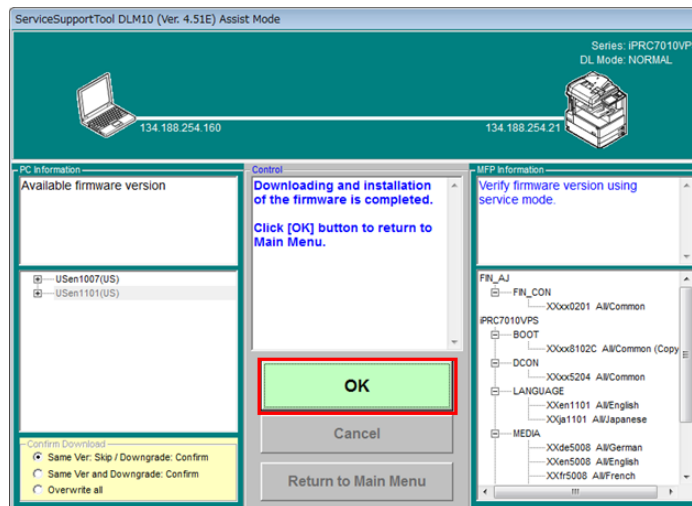 ServiceSupportTool DLM10 (Ver. 4.51E) Assist Mode
Series: iPRC7010VP
DL Mode: NORMAL
134.188.254.160
134.188.254.21
PC Information
Available firmware version
USen1007(US)
USen1101(US)
Confirm Download
Same Ver: Skip / Downgrade: Confirm
Same Ver and Downgrade: Confirm
Overwrite all
Control
Downloading and installation
of the firmware is completed.
Click [OK] button to return to
Main Menu.
OK
Cancel
Return to Main Menu
MFP Information
Verify firmware version using
service mode.
FIN_AJ
FIN_CON
XXxx0201 All/Common
iPRC7010VPS
BOOT
XXxx8102C All/Common (Copy
DCON
XXxx5204 All/Common
LANGUAGE
XXen1101 All/English
XXja1101 All/Japanese
MEDIA
XXde5008 All/German
XXen5008 All/English
XXfr5008 All/French